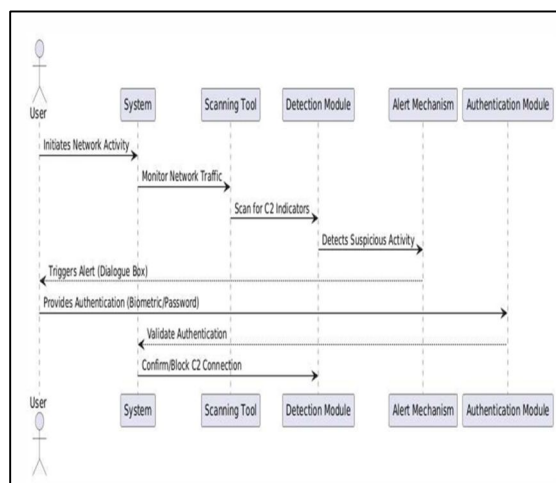 User
System
Scanning Tool
Detection Module
Alert Mechanism
Authentication Module
Initiates Network Activity
Monitor Network Traffic
Scan for C2 Indicators
Detects Suspicious Activity
Triggers Alert (Dialogue Box)
Provides Authentication (Biometric/Password)
Validate Authentication
Confirm/Block C2 Connection
User
System
Scanning Tool
Detection Module
Alert Mechanism
Authentication Module